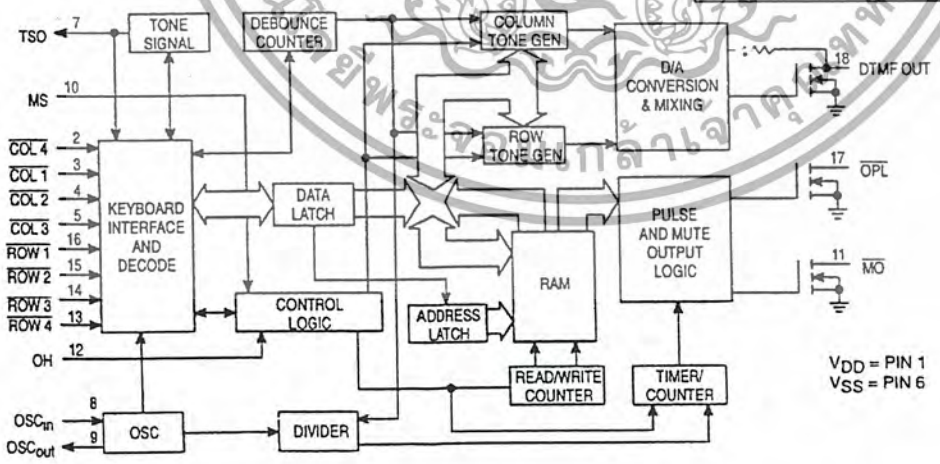 TSO
7
TONE
SIGNAL
DEBOUNCE
COUNTER
COLUMN
TONE GEN
D/A
CONVERSION
& MIXING
18
DTMF OUT
MS
10
ROW
TONE GEN
COL 4
2
COL 1
3
COL 2
4
COL 3
5
ROW 1
16
ROW 2
15
ROW 3
14
ROW 4
13
KEYBOARD
INTERFACE
AND
DECODE
DATA
LATCH
17
OPL
PULSE
AND MUTE
OUTPUT
LOGIC
11
MO
RAM
CONTROL
LOGIC
ADDRESS
LATCH
OH
12
READ/WRITE
COUNTER
TIMER/
COUNTER
VDD = PIN 1
VSS = PIN 6
OSCin
8
OSCout
9
OSC
DIVIDER